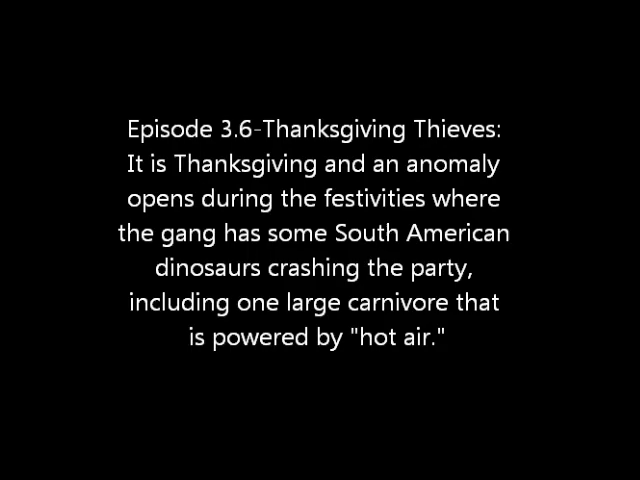 Episode 3.6-Thanksgiving Thieves:
It is Thanksgiving and an anomaly
opens during the festivities where
the gang has some South American
dinosaurs crashing the party,
including one large carnivore that
is powered by "hot air."